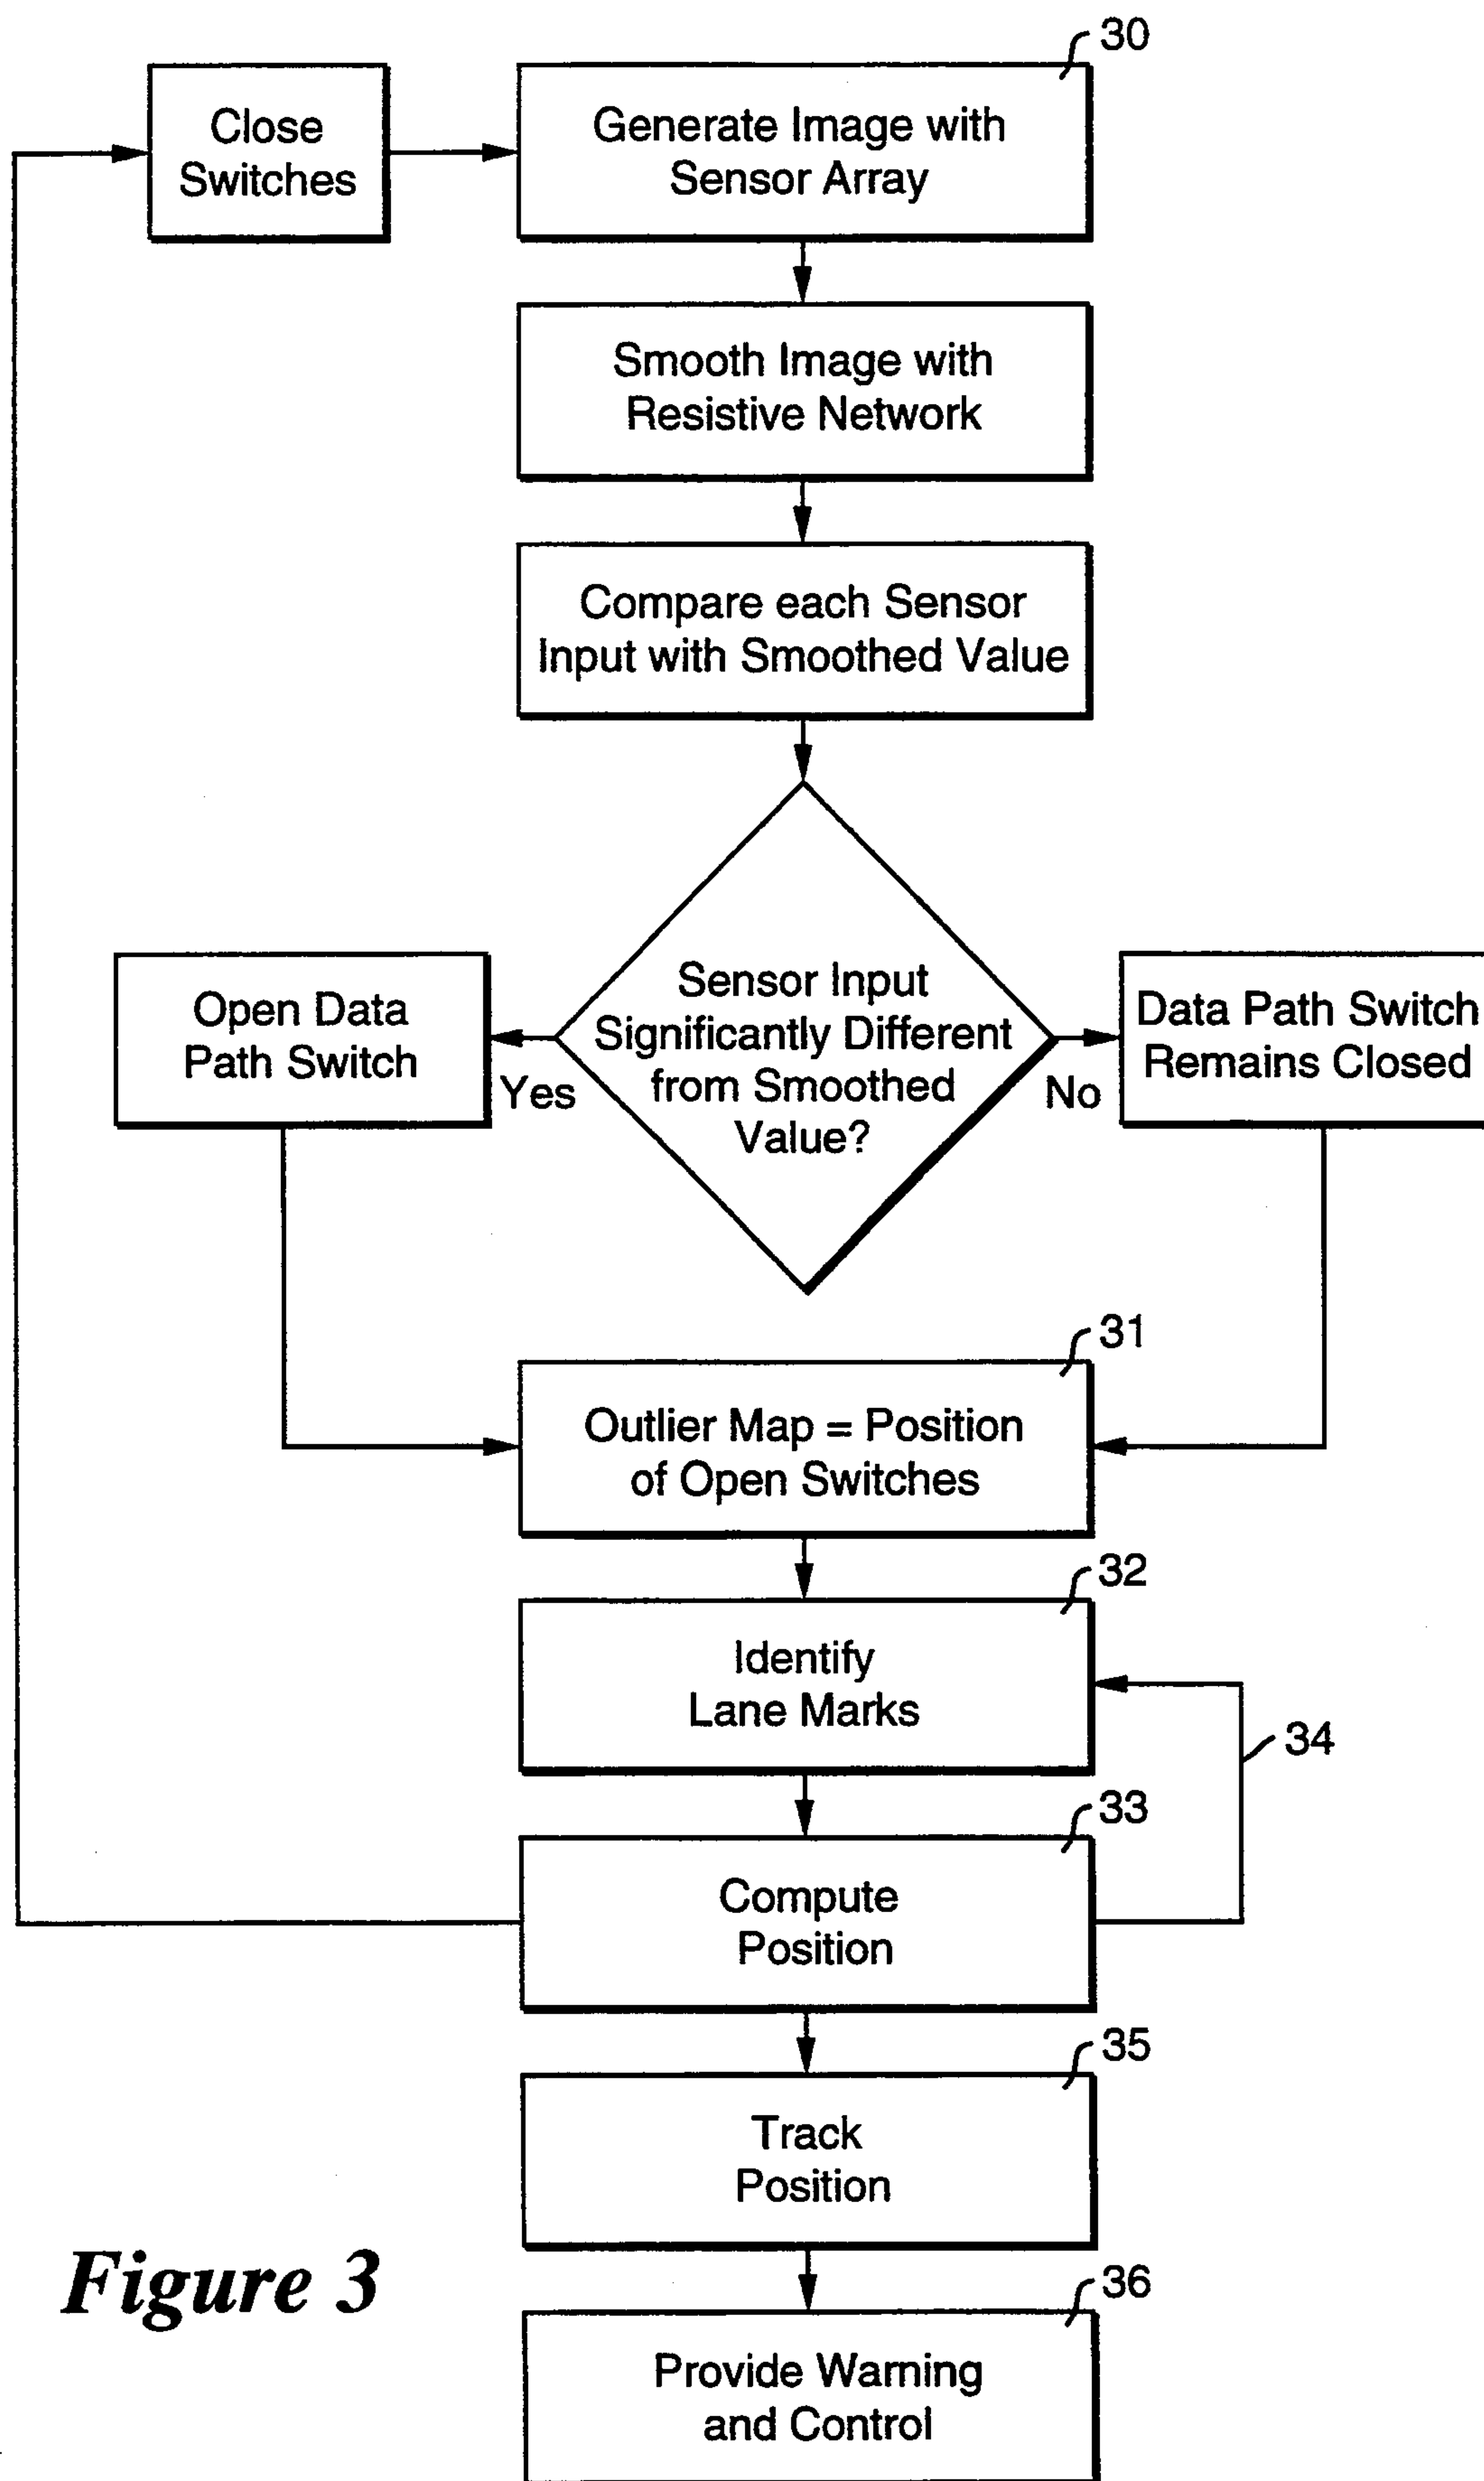 30
Close
Switches
Generate Image with
Sensor Array
Smooth Image with
Resistive Network
Compare each Sensor
Input with Smoothed Value
Sensor Input
Significantly Different
from Smoothed
Value?
Open Data
Path Switch
Yes
No
Data Path Switch
Remains Closed
31
Outlier Map = Position
of Open Switches
32
Identify
Lane Marks
34
33
Compute
Position
35
Track
Position
36
Provide Warning
and Control
Figure 3